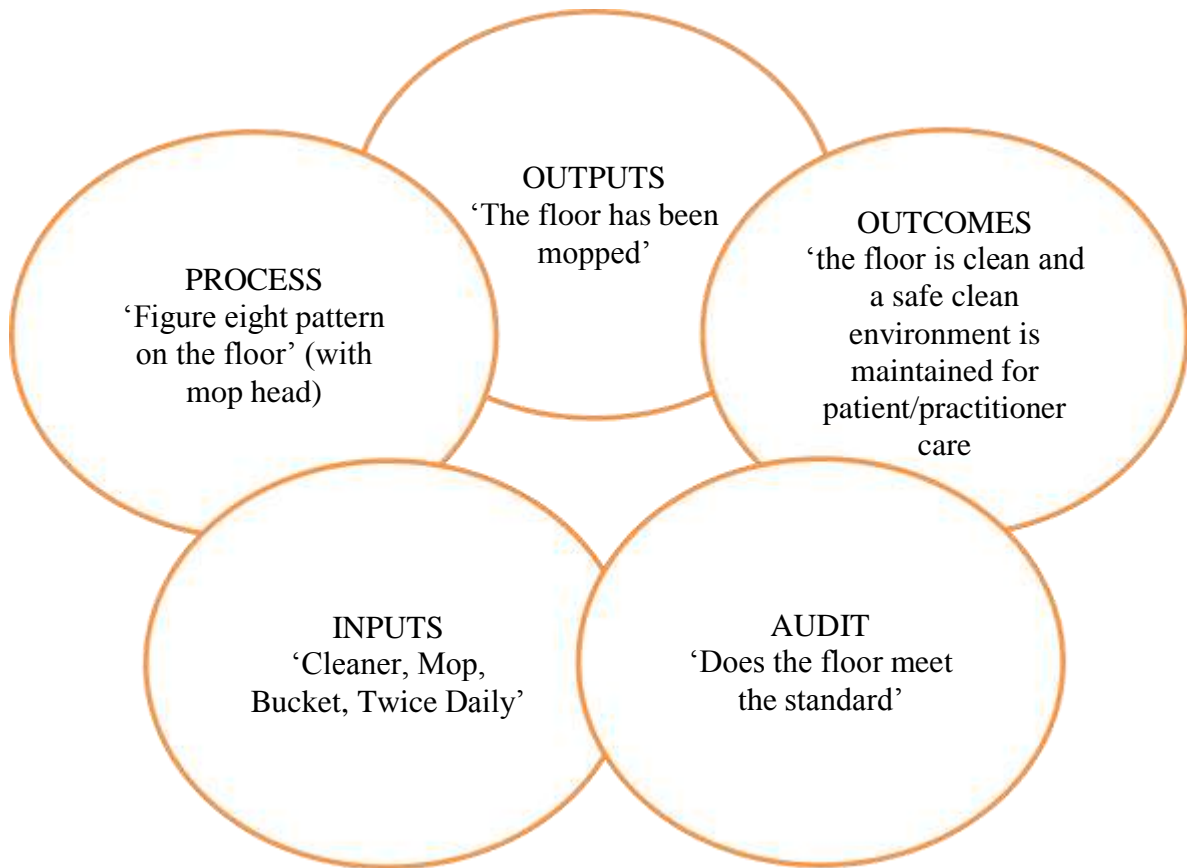 OUTPUTS
‘The floor has been
mopped’
PROCESS
‘Figure eight pattern
on the floor’ (with
mop head)
OUTCOMES
‘the floor is clean and
a safe clean
environment is
maintained for
patient/practitioner
care
INPUTS
‘Cleaner, Mop,
Bucket, Twice Daily’
AUDIT
‘Does the floor meet
the standard’